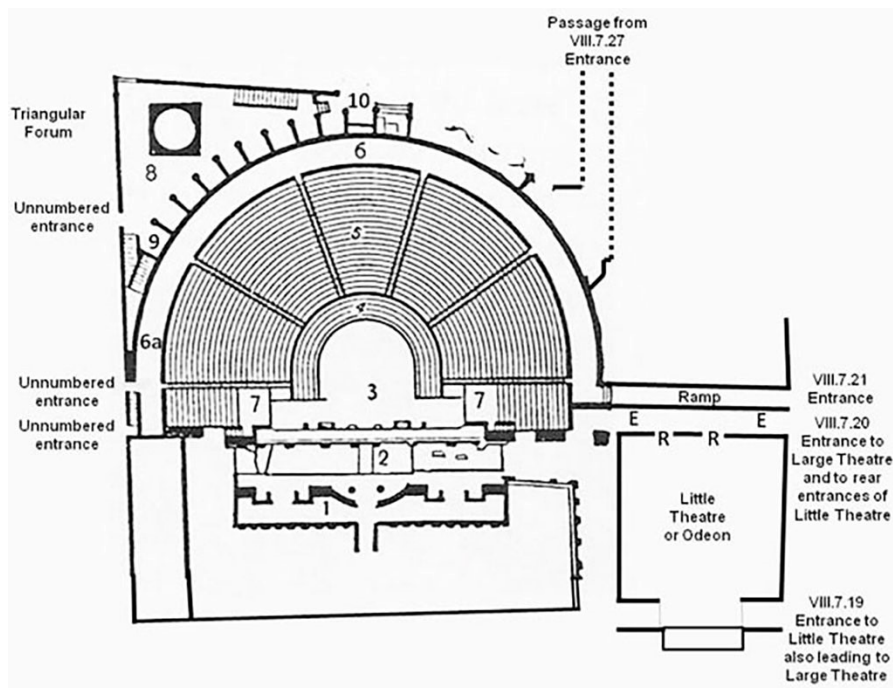 Passage from
VIII.7.27
Entrance
Triangular
Forum
10
6
8
Unnumbered
entrance
9
5
4
6a
Unnumbered
entrance
3
7
7
Ramp
VIII.7.21
Entrance
Unnumbered
entrance
E
E
R
R
VIII.7.20
Entrance to
Large Theatre
and to rear
entrances of
Little Theatre
2
1
Little
Theatre
or Odeon
VIII.7.19
Entrance to
Little Theatre
also leading to
Large Theatre